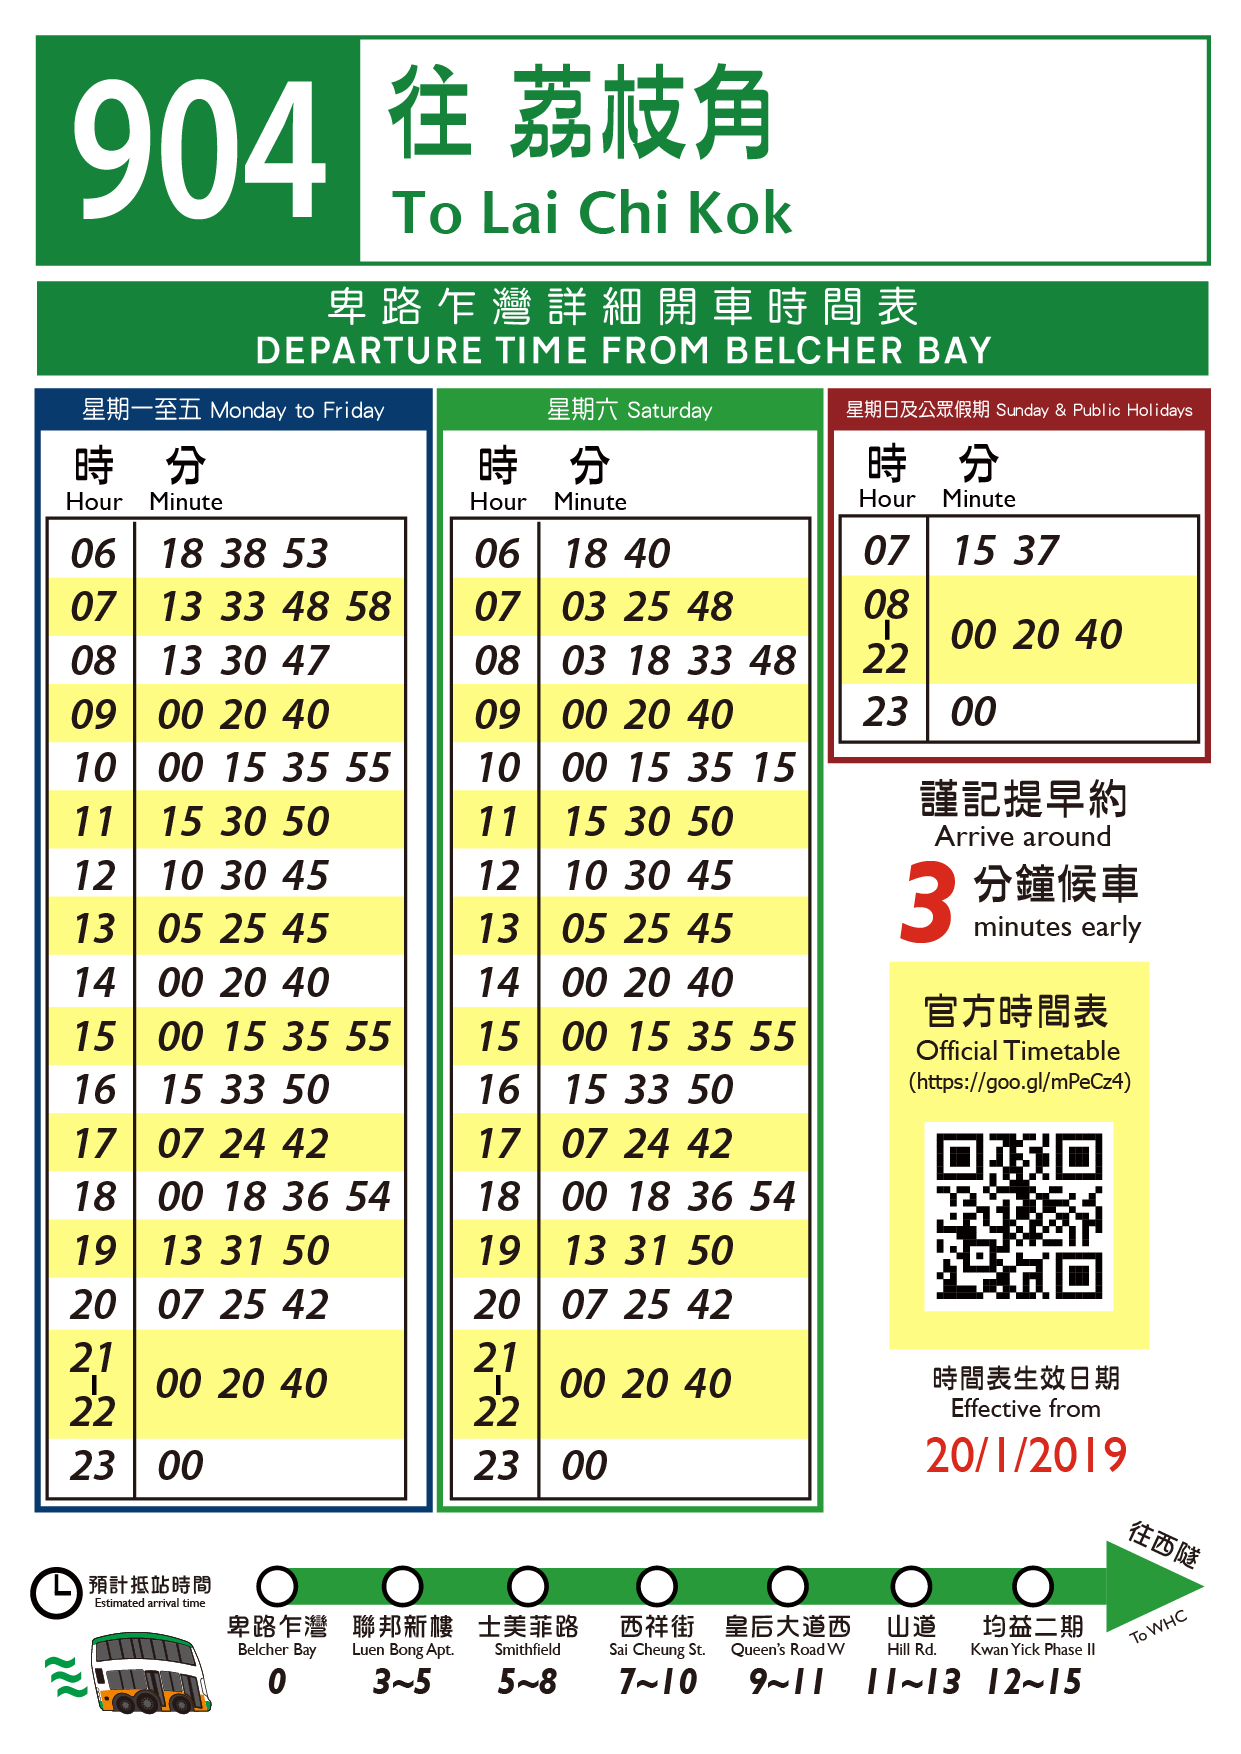 904
往 荔枝角
To Lai Chi Kok
卑路乍灣詳細開車時間表
DEPARTURE TIME FROM BELCHER BAY
星期一至五 Monday to Friday
時 分
Hour Minute
06 18 38 53
07 13 33 48 58
08 13 30 47
09 00 20 40
10 00 15 35 55
11 15 30 50
12 10 30 45
13 05 25 45
14 00 20 40
15 00 15 35 55
16 15 33 50
17 07 24 42
18 00 18 36 54
19 13 31 50
20 07 25 42
21 - 22 00 20 40
23 00
星期六 Saturday
時 分
Hour Minute
06 18 40
07 03 25 48
08 03 18 33 48
09 00 20 40
10 00 15 35 15
11 15 30 50
12 10 30 45
13 05 25 45
14 00 20 40
15 00 15 35 55
16 15 33 50
17 07 24 42
18 00 18 36 54
19 13 31 50
20 07 25 42
21 - 22 00 20 40
23 00
星期日及公眾假期 Sunday & Public Holidays
時 分
Hour Minute
07 15 37
08 - 22 00 20 40
23 00
謹記提早約
Arrive around
3 分鐘候車
minutes early
官方時間表
Official Timetable
(https://goo.gl/mPeCz4)
時間表生效日期
Effective from
20/1/2019
預計抵站時間
Estimated arrival time
卑路乍灣
Belcher Bay
0
聯邦新樓
Luen Bong Apt.
3~5
士美菲路
Smithfield
5~8
西祥街
Sai Cheung St.
7~10
皇后大道西
Queen's Road W
9~11
山道
Hill Rd.
11~13
均益二期
Kwan Yick Phase II
12~15
往西隧
To WHC